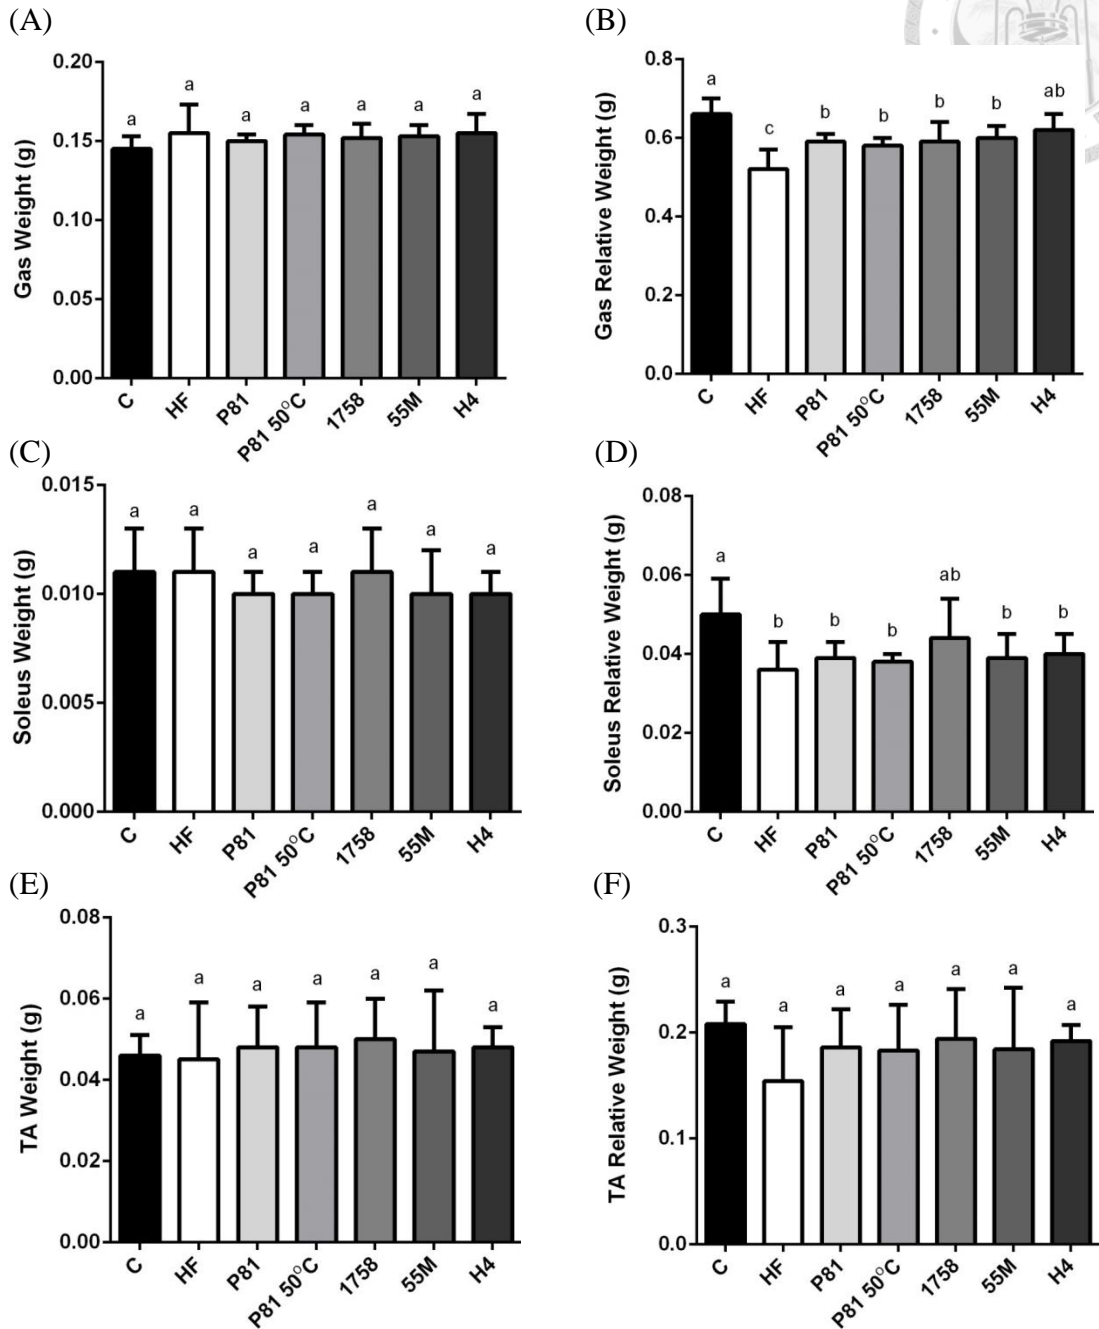 (A)
Gas Weight (g)
0.20
0.15
0.10
0.05
0.00
a a a a a a a
C HF P81 P81 50°C 1758 55M H4
(B)
Gas Relative Weight (g)
0.8
0.6
0.4
0.2
0.0
a c b b b b ab
C HF P81 P81 50°C 1758 55M H4
(C)
Soleus Weight (g)
0.015
0.010
0.005
0.000
a a a a a a a
C HF P81 P81 50°C 1758 55M H4
(D)
Soleus Relative Weight (g)
0.08
0.06
0.04
0.02
0.00
a b b b ab b b
C HF P81 P81 50°C 1758 55M H4
(E)
TA Weight (g)
0.08
0.06
0.04
0.02
0.00
a a a a a a a
C HF P81 P81 50°C 1758 55M H4
(F)
TA Relative Weight (g)
0.3
0.2
0.1
0.0
a a a a a a a
C HF P81 P81 50°C 1758 55M H4